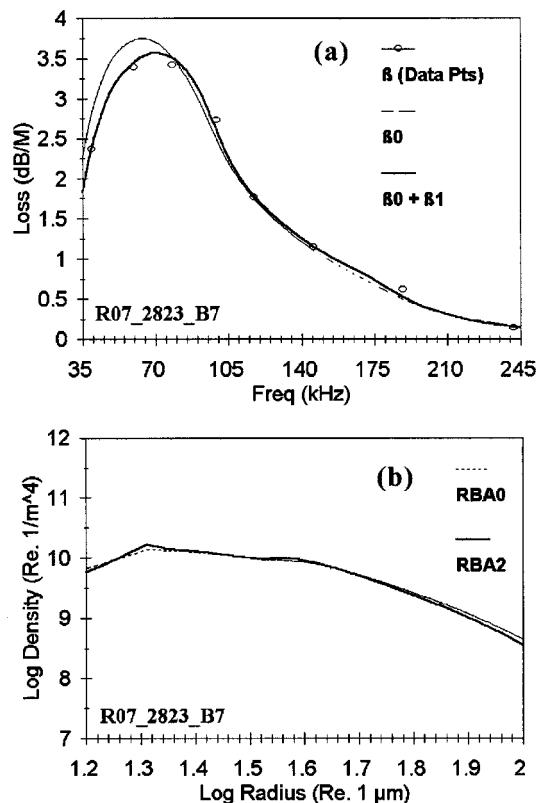 4
(a)
3.5
ß (Data Pts)
3
2.5
ß0
2
1.5
ß0 + ß1
1
0.5
R07_2823_B7
0
35 70 105 140 175 210 245
Loss (dB/M)
Freq (kHz)
12
(b)
RBA0
11
RBA2
10
9
8
R07_2823_B7
7
1.2 1.3 1.4 1.5 1.6 1.7 1.8 1.9 2
Log Density (Re. 1/m^4)
Log Radius (Re. 1 µm)